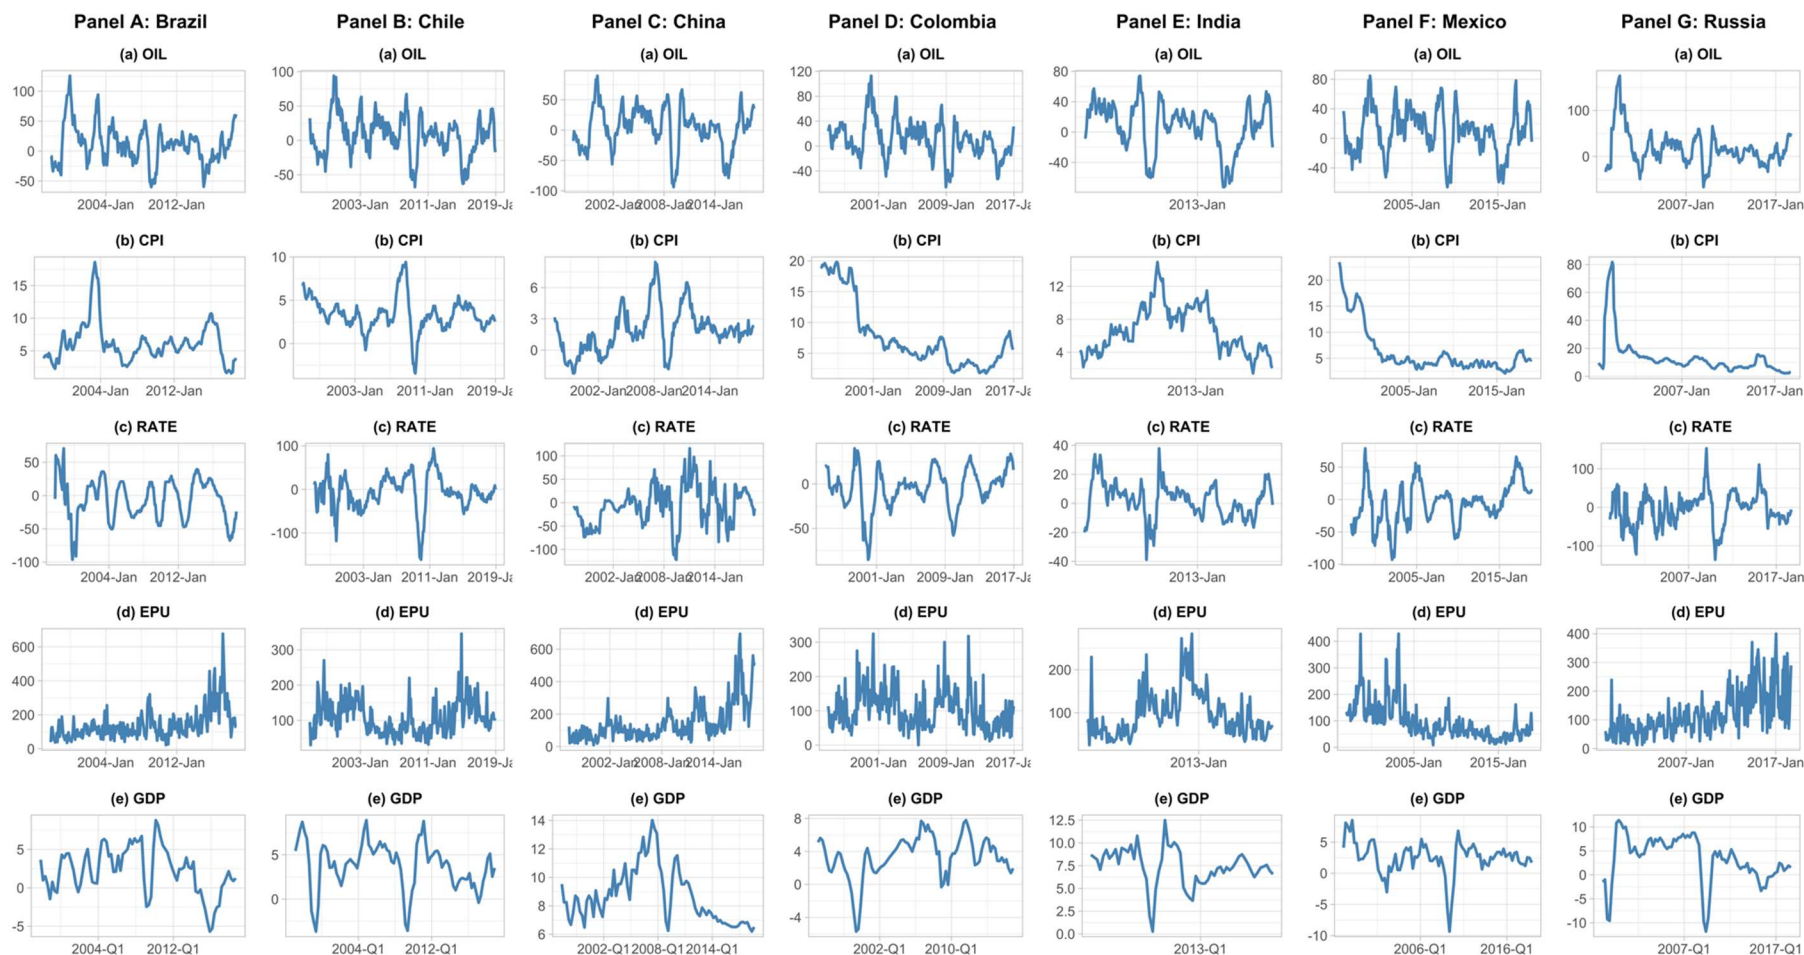 Panel A: Brazil Panel B: Chile Panel C: China Panel D: Colombia Panel E: India Panel F: Mexico Panel G: Russia
(a) OIL (a) OIL (a) OIL (a) OIL (a) OIL (a) OIL (a) OIL
100 50 0 -50
100 50 0 -50
50 0 -50 -100
120 80 40 0 -40
80 40 0 -40
80 40 0 -40
100 0
2004-Jan 2012-Jan 2003-Jan 2011-Jan 2019-Ja 2002-Jan 2008-Jan 2014-Jan 2001-Jan 2009-Jan 2017-Ja 2013-Jan 2005-Jan 2015-Jan 2007-Jan 2017-Jan
(b) CPI (b) CPI (b) CPI (b) CPI (b) CPI (b) CPI (b) CPI
15 10 5
10 5 0
6 3 0
20 15 10 5
12 8 4
20 15 10 5
80 60 40 20 0
2004-Jan 2012-Jan 2003-Jan 2011-Jan 2019-Ja 2002-Jan 2008-Jan 2014-Jan 2001-Jan 2009-Jan 2017-Ja 2013-Jan 2005-Jan 2015-Jan 2007-Jan 2017-Jan
(c) RATE (c) RATE (c) RATE (c) RATE (c) RATE (c) RATE (c) RATE
50 0 -50 -100
100 0 -100
100 50 0 -50 -100
0 -50
40 20 0 -20 -40
50 0 -50 -100
100 0 -100
2004-Jan 2012-Jan 2003-Jan 2011-Jan 2019-Ja 2002-Jan 2008-Jan 2014-Jan 2001-Jan 2009-Jan 2017-Ja 2013-Jan 2005-Jan 2015-Jan 2007-Jan 2017-Jan
(d) EPU (d) EPU (d) EPU (d) EPU (d) EPU (d) EPU (d) EPU
600 400 200 0
300 200 100
600 400 200 0
300 200 100 0
200 100
400 300 200 100 0
400 300 200 100 0
2004-Jan 2012-Jan 2003-Jan 2011-Jan 2019-Ja 2002-Jan 2008-Jan 2014-Jan 2001-Jan 2009-Jan 2017-Ja 2013-Jan 2005-Jan 2015-Jan 2007-Jan 2017-Jan
(e) GDP (e) GDP (e) GDP (e) GDP (e) GDP (e) GDP (e) GDP
5 0 -5
5 0
14 12 10 8 6
8 4 0 -4
12.5 10.0 7.5 5.0 2.5 0.0
5 0 -5 -10
10 5 0 -5 -10
2004-Q1 2012-Q1 2004-Q1 2012-Q1 2002-Q1 2008-Q1 2014-Q1 2002-Q1 2010-Q1 2013-Q1 2006-Q1 2016-Q1 2007-Q1 2017-Q1